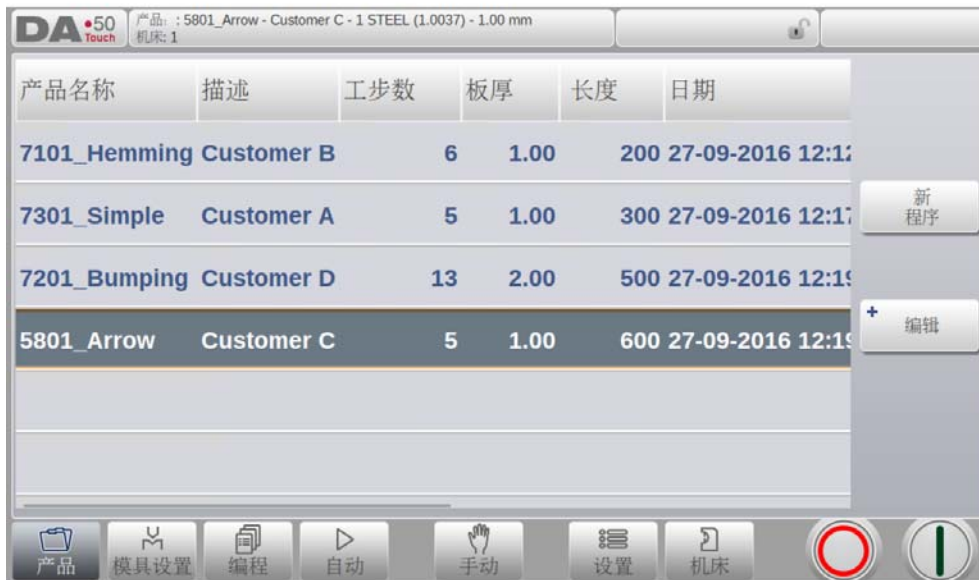 DA•50 Touch
产品: : 5801_Arrow - Customer C - 1 STEEL (1.0037) - 1.00 mm
机床: 1
产品名称 描述 工步数 板厚 长度 日期
7101_Hemming Customer B 6 1.00 200 27-09-2016 12:12
7301_Simple Customer A 5 1.00 300 27-09-2016 12:17
7201_Bumping Customer D 13 2.00 500 27-09-2016 12:19
5801_Arrow Customer C 5 1.00 600 27-09-2016 12:19
新
程序
+ 编辑
产品 模具设置 编程 自动 手动 设置 机床